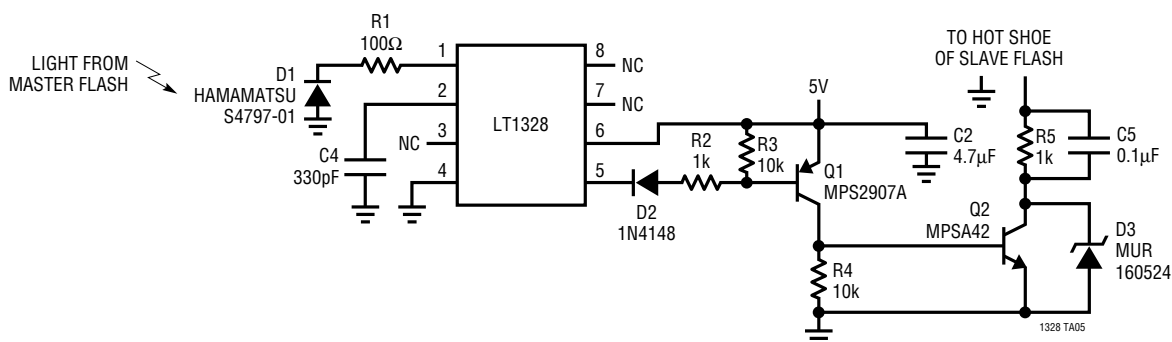 LIGHT FROM
MASTER FLASH
D1
HAMAMATSU
S4797-01
R1
100Ω
1
2
3
4
NC
C4
330pF
LT1328
8
7
6
5
NC
NC
D2
1N4148
R2
1k
R3
10k
5V
Q1
MPS2907A
R4
10k
C2
4.7µF
TO HOT SHOE
OF SLAVE FLASH
R5
1k
C5
0.1µF
Q2
MPSA42
D3
MUR
160524
1328 TA05